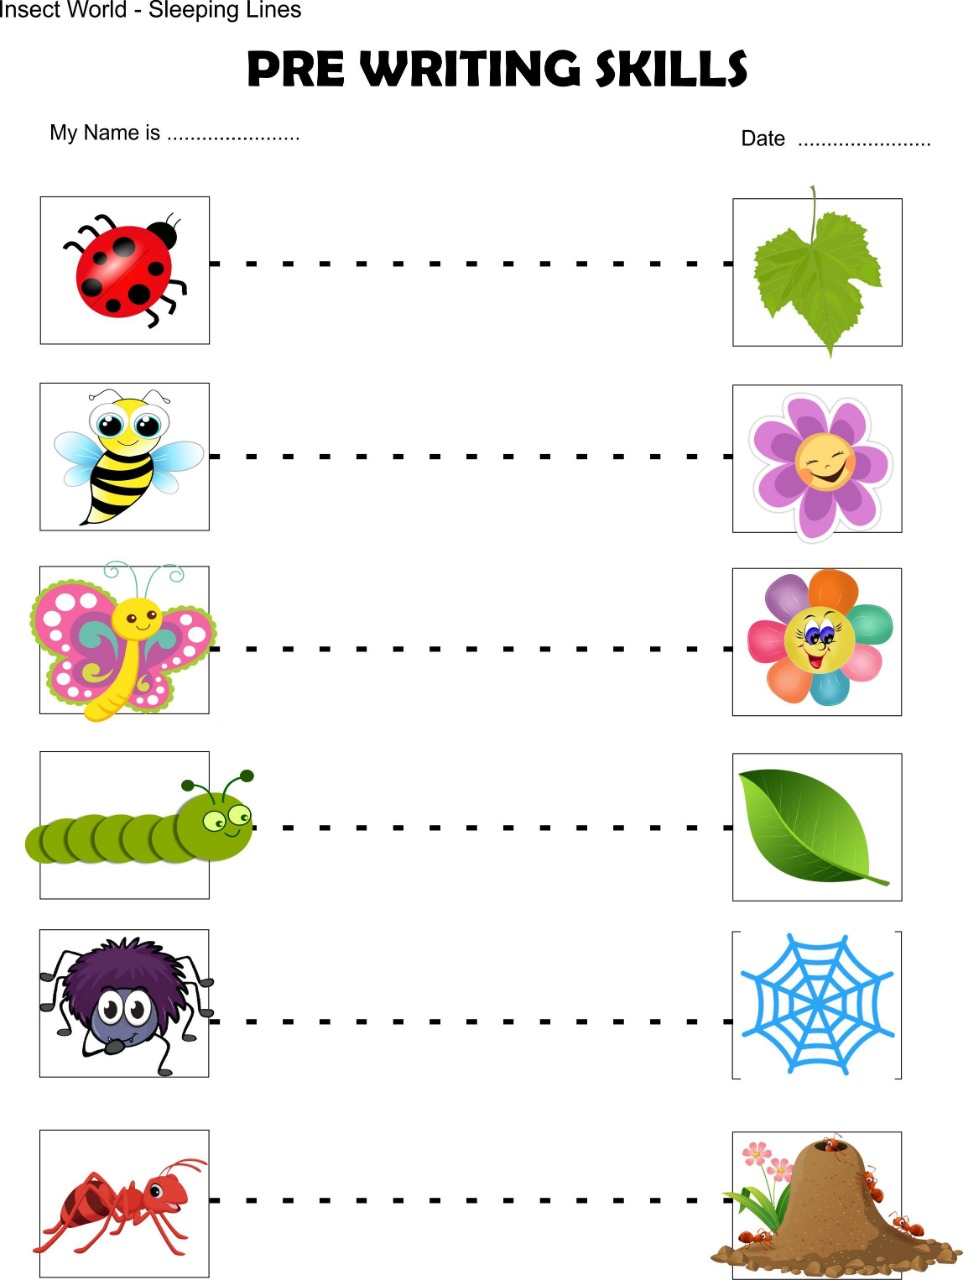 Insect World - Sleeping Lines
PRE WRITING SKILLS
My Name is .......................
Date .......................